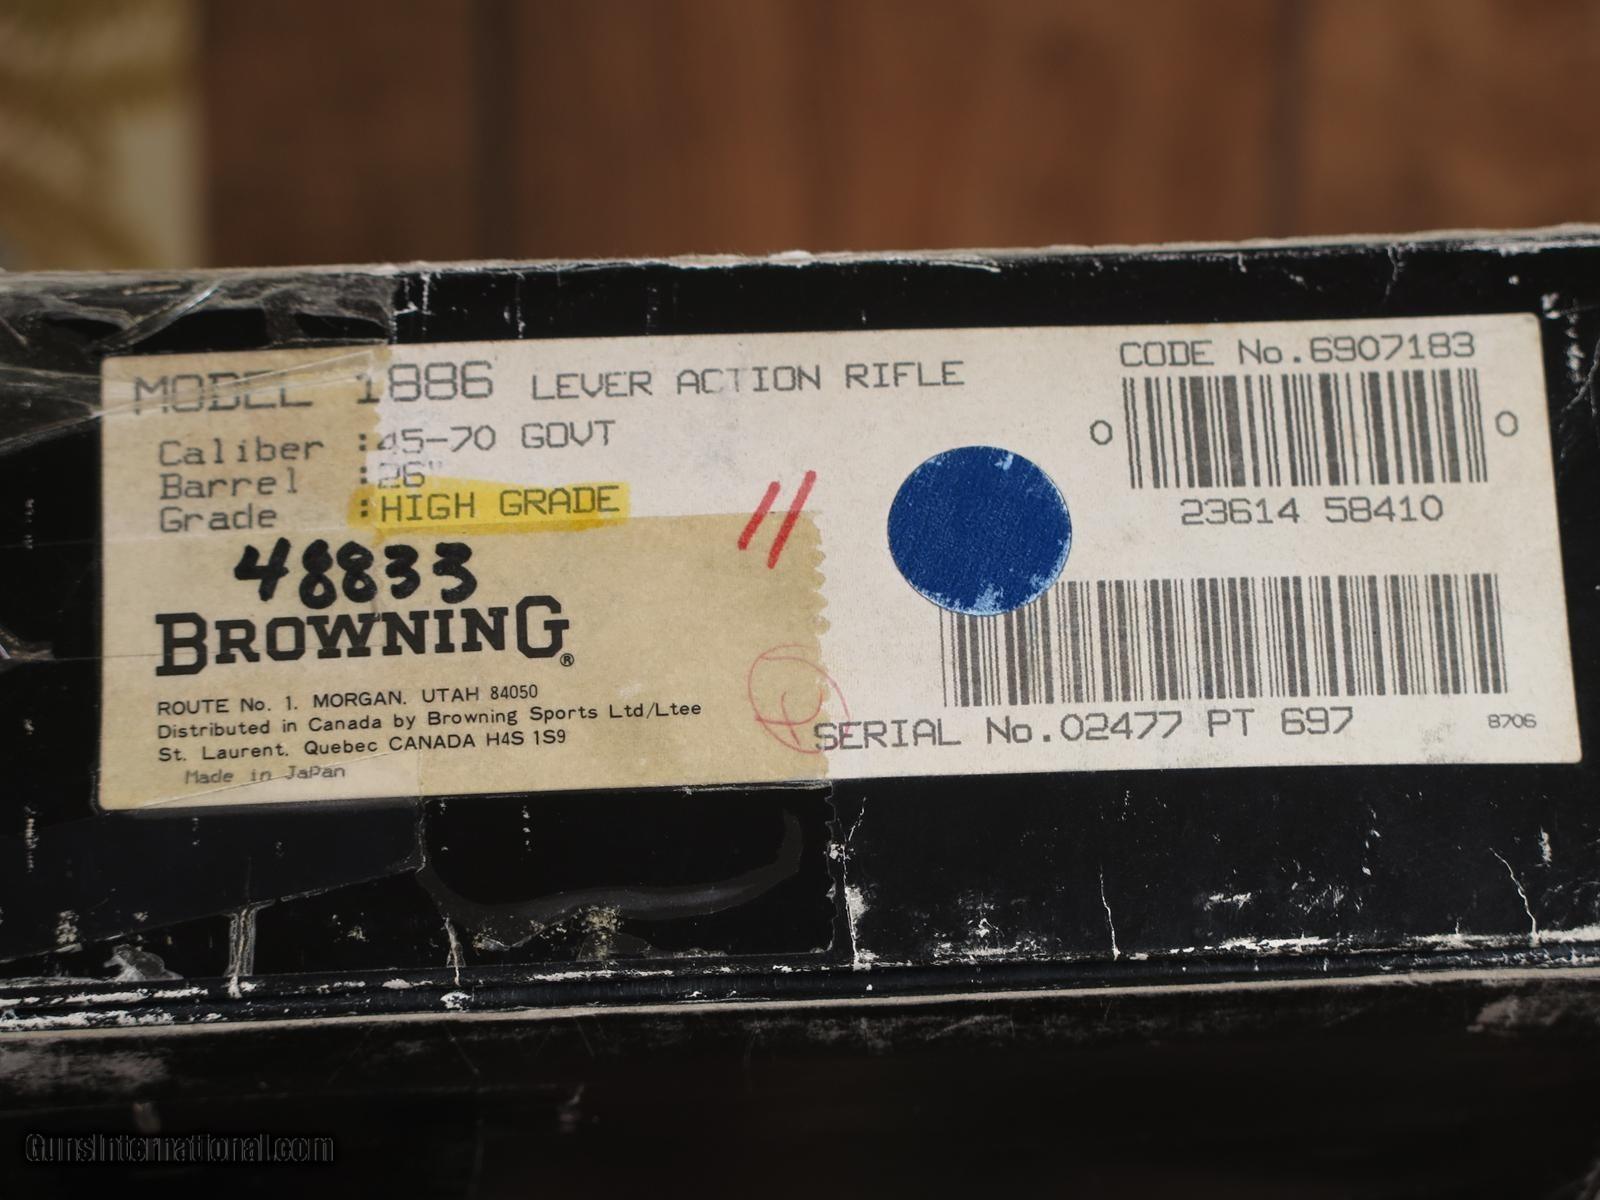 MODEL 1886 LEVER ACTION RIFLE
Caliber :45-70 GOVT
Barrel :26"
Grade :HIGH GRADE
48833
BROWNING®
ROUTE No. 1. MORGAN. UTAH 84050
Distributed in Canada by Browning Sports Ltd/Ltee
St. Laurent. Quebec CANADA H4S 1S9
Made in Japan
11
CODE No.6907183
0 0
23614 58410
SERIAL No.02477 PT 697
8706
GunsInternational.com